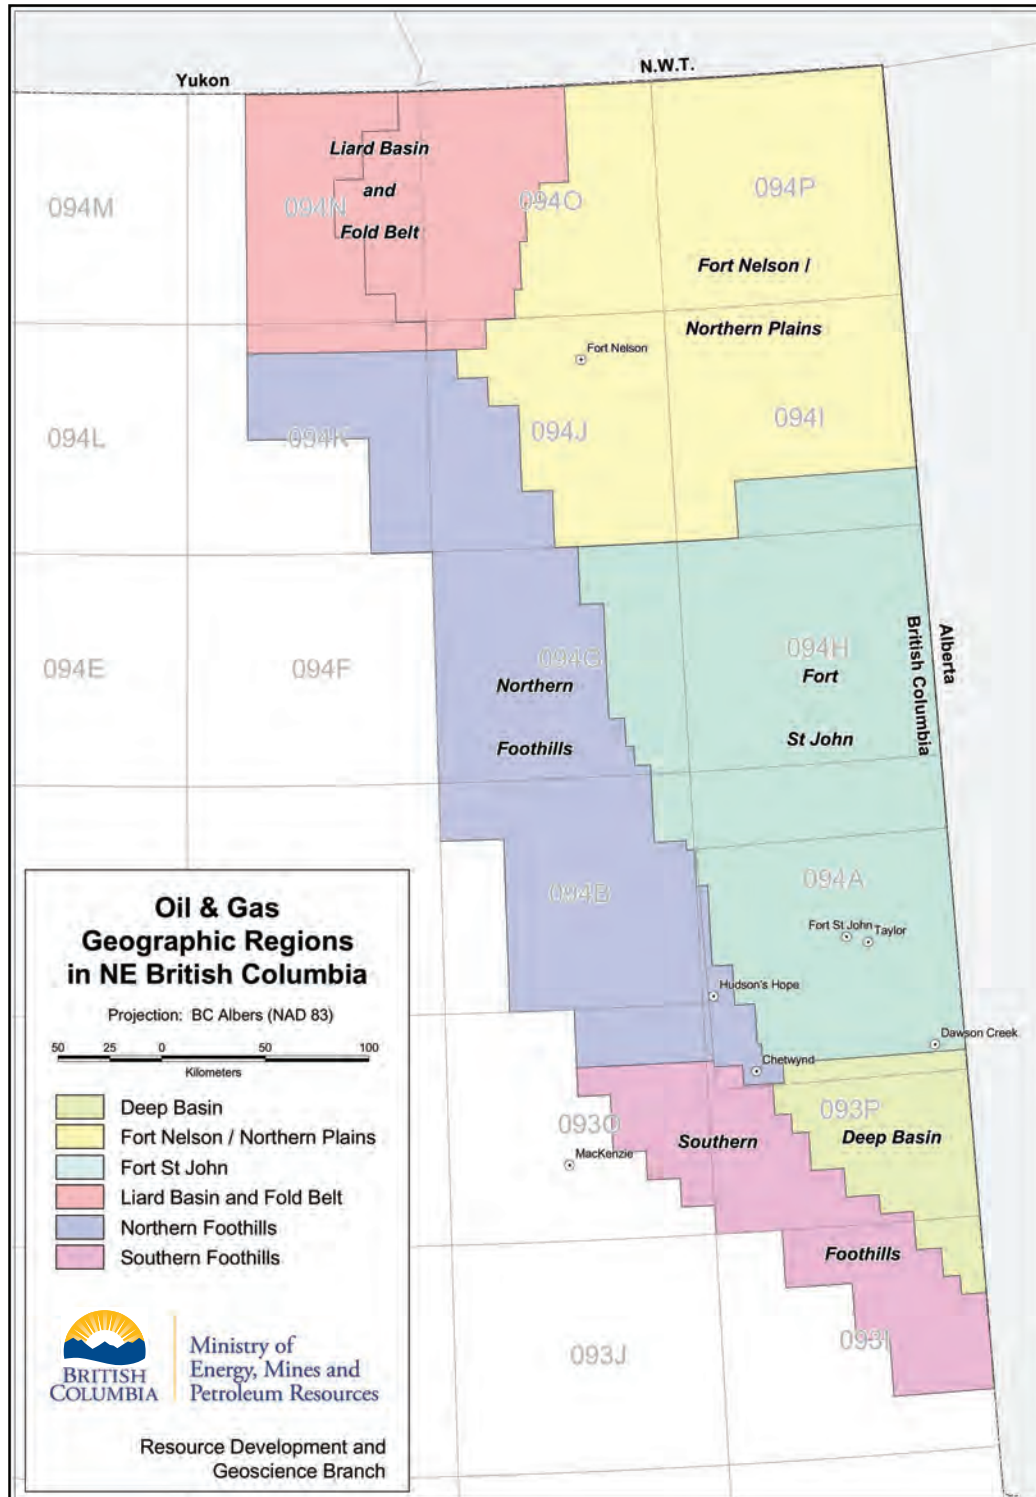 Yukon
N.W.T.
Liard Basin
and
Fold Belt
094M
094N
094O
094P
Fort Nelson /
Northern Plains
Fort Nelson
094L
094K
094J
094I
094E
094F
094G
094H
Northern
Foothills
Fort
St John
British Columbia
Alberta
094B
094A
Fort St John
Taylor
Hudson's Hope
Dawson Creek
Chetwynd
093O
093P
MacKenzie
Southern
Deep Basin
Foothills
093J
093I
Oil & Gas
Geographic Regions
in NE British Columbia
Projection: BC Albers (NAD 83)
50 25 0 50 100
Kilometers
Deep Basin
Fort Nelson / Northern Plains
Fort St John
Liard Basin and Fold Belt
Northern Foothills
Southern Foothills
BRITISH
COLUMBIA
Ministry of
Energy, Mines and
Petroleum Resources
Resource Development and
Geoscience Branch